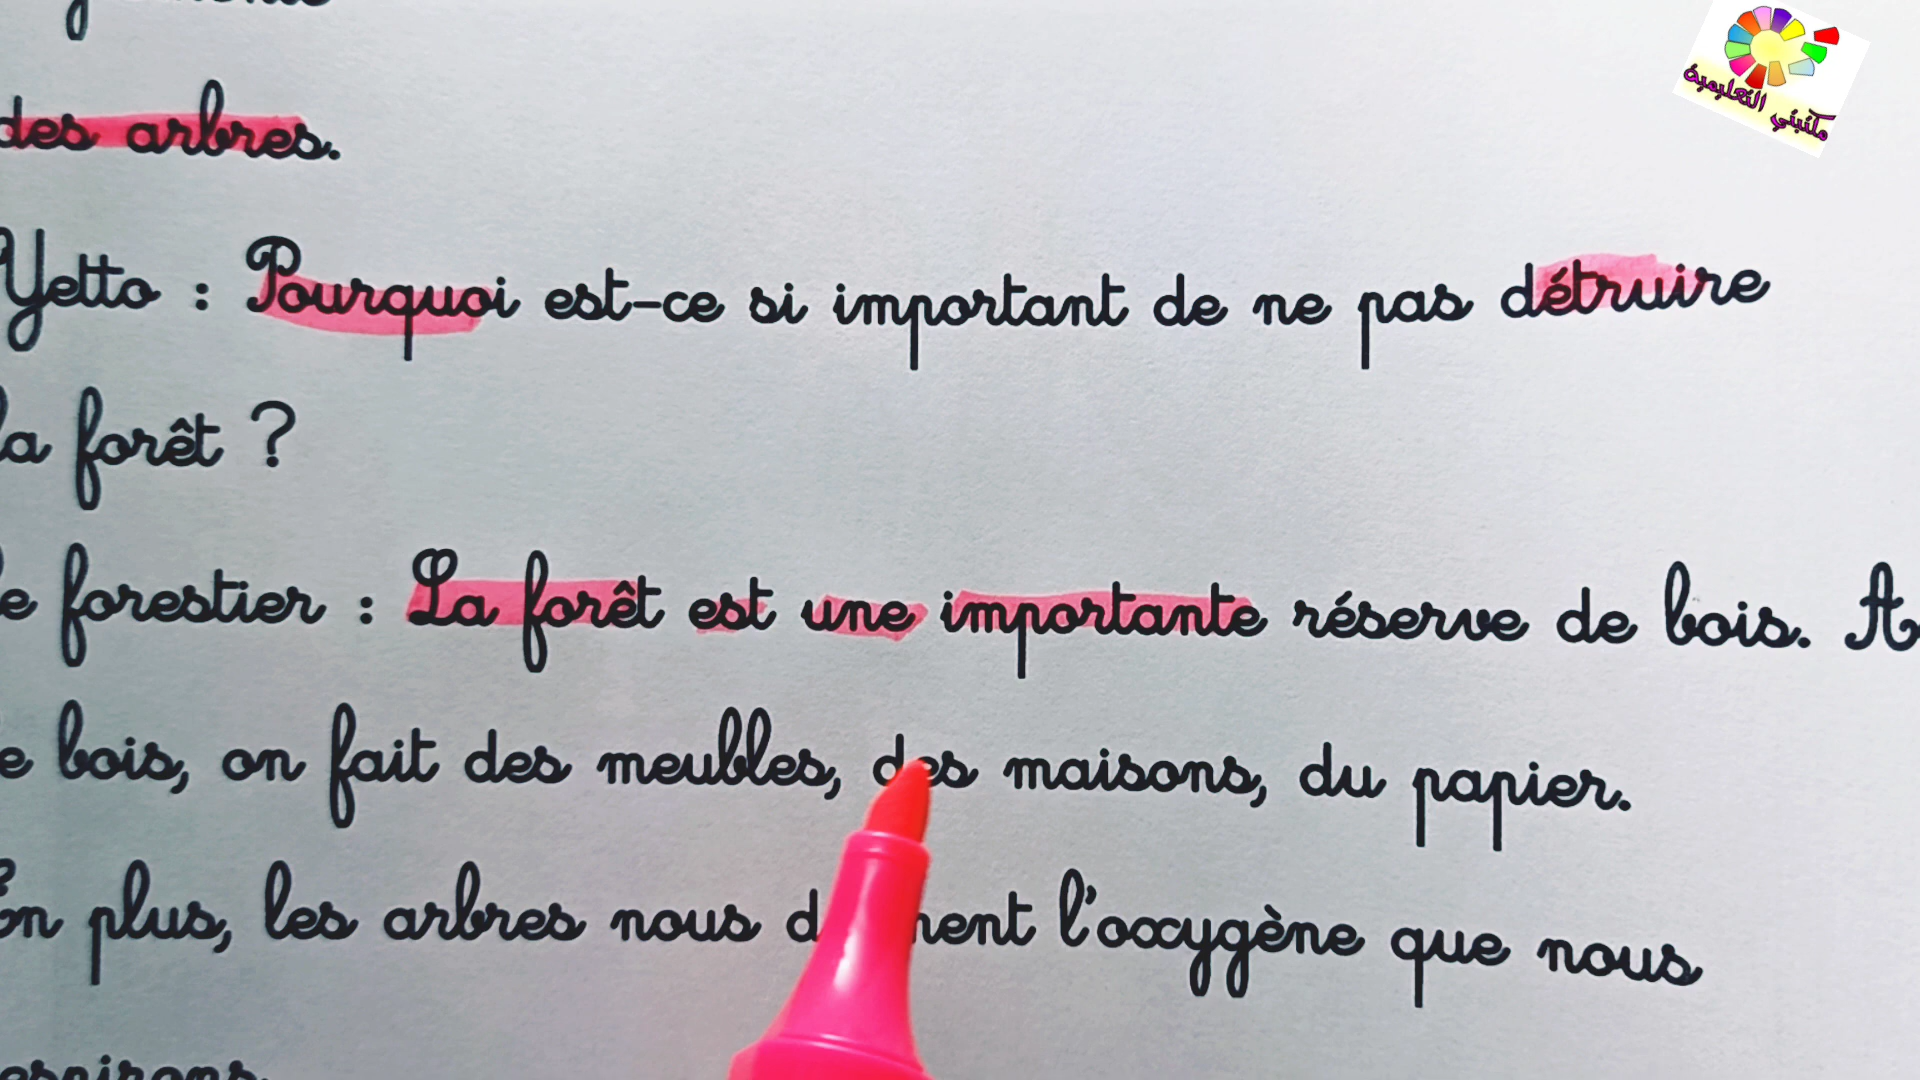 des arbres.
Yetto : Pourquoi est-ce si important de ne pas détruire
la forêt ?
le forestier : La forêt est une importante réserve de bois. A
bois, on fait des meubles, des maisons, du papier.
En plus, les arbres nous l'oxygène que nous
مكتبتي التعليمية